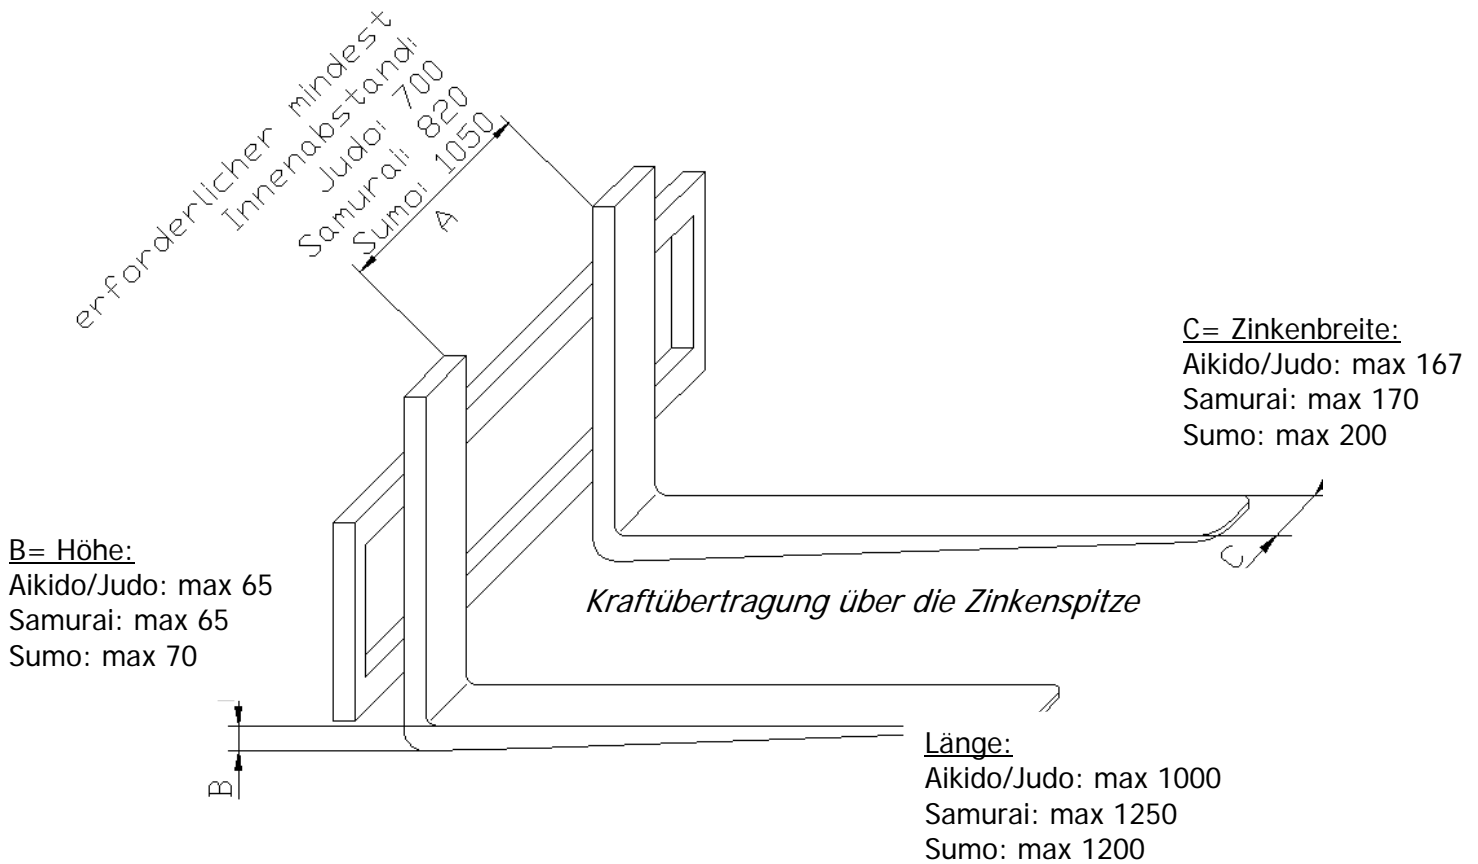 erforderlicher mindest
Innenabstand:
Judo: 700
Samurai: 820
Sumo: 1050
A
C= Zinkenbreite:
Aikido/Judo: max 167
Samurai: max 170
Sumo: max 200
C
B= Höhe:
Aikido/Judo: max 65
Samurai: max 65
Sumo: max 70
Kraftübertragung über die Zinkenspitze
B
Länge:
Aikido/Judo: max 1000
Samurai: max 1250
Sumo: max 1200